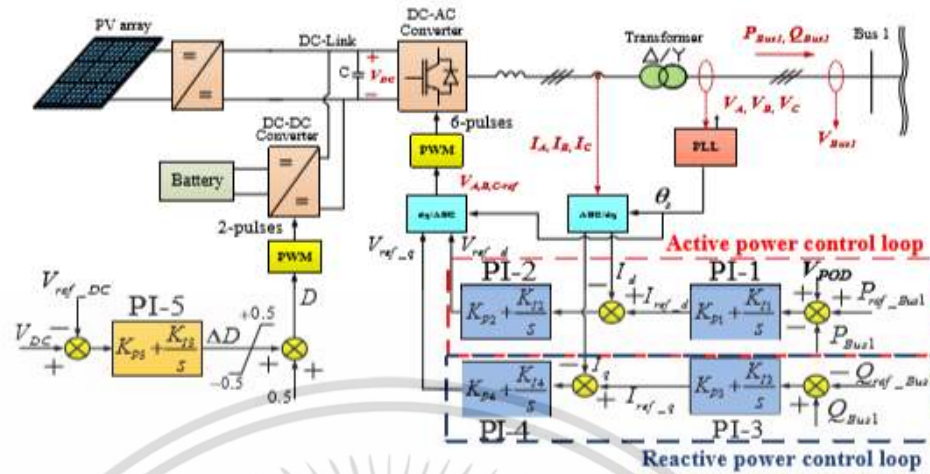 PV array
DC-Link
DC-AC
Converter
Transformer
Δ/Y
P_Bus1, Q_Bus1
Bus 1
C
+
V_DC
−
DC-DC
Converter
6-pulses
PWM
I_A, I_B, I_C
V_A, V_B, V_C
V_Bus1
PLL
Battery
V_A,B,C-ref
θ_s
dq/ABC
ABC/dq
2-pulses
PWM
V_ref_q
V_ref_d
Active power control loop
PI-2
I_d
PI-1
V_POD
V_ref_DC
PI-5
D
+0.5
K_P2 + K_I2/s
−
+
I_ref_d
K_P1 + K_I1/s
+
+
P_ref_Bus1
−
P_Bus1
V_DC
−
+
K_P5 + K_I5/s
ΔD
−0.5
+
+
0.5
K_P4 + K_I4/s
I_q
−
+
I_ref_q
−
Q_ref_Bus
+
Q_Bus1
PI-4
PI-3
Reactive power control loop